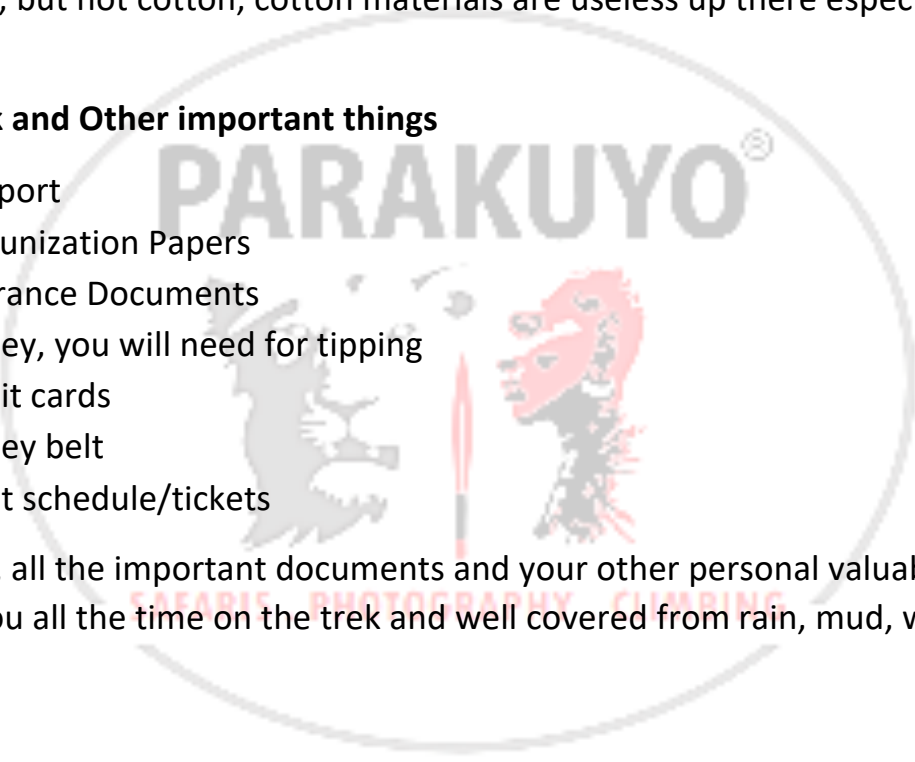 , but not cotton, cotton materials are useless up there espec
k and Other important things
PARAKUYO®
port
unization Papers
rance Documents
ey, you will need for tipping
it cards
ey belt
t schedule/tickets
all the important documents and your other personal valuab
SAFARIS PHOTOGRAPHY CLIMBING
ou all the time on the trek and well covered from rain, mud, w